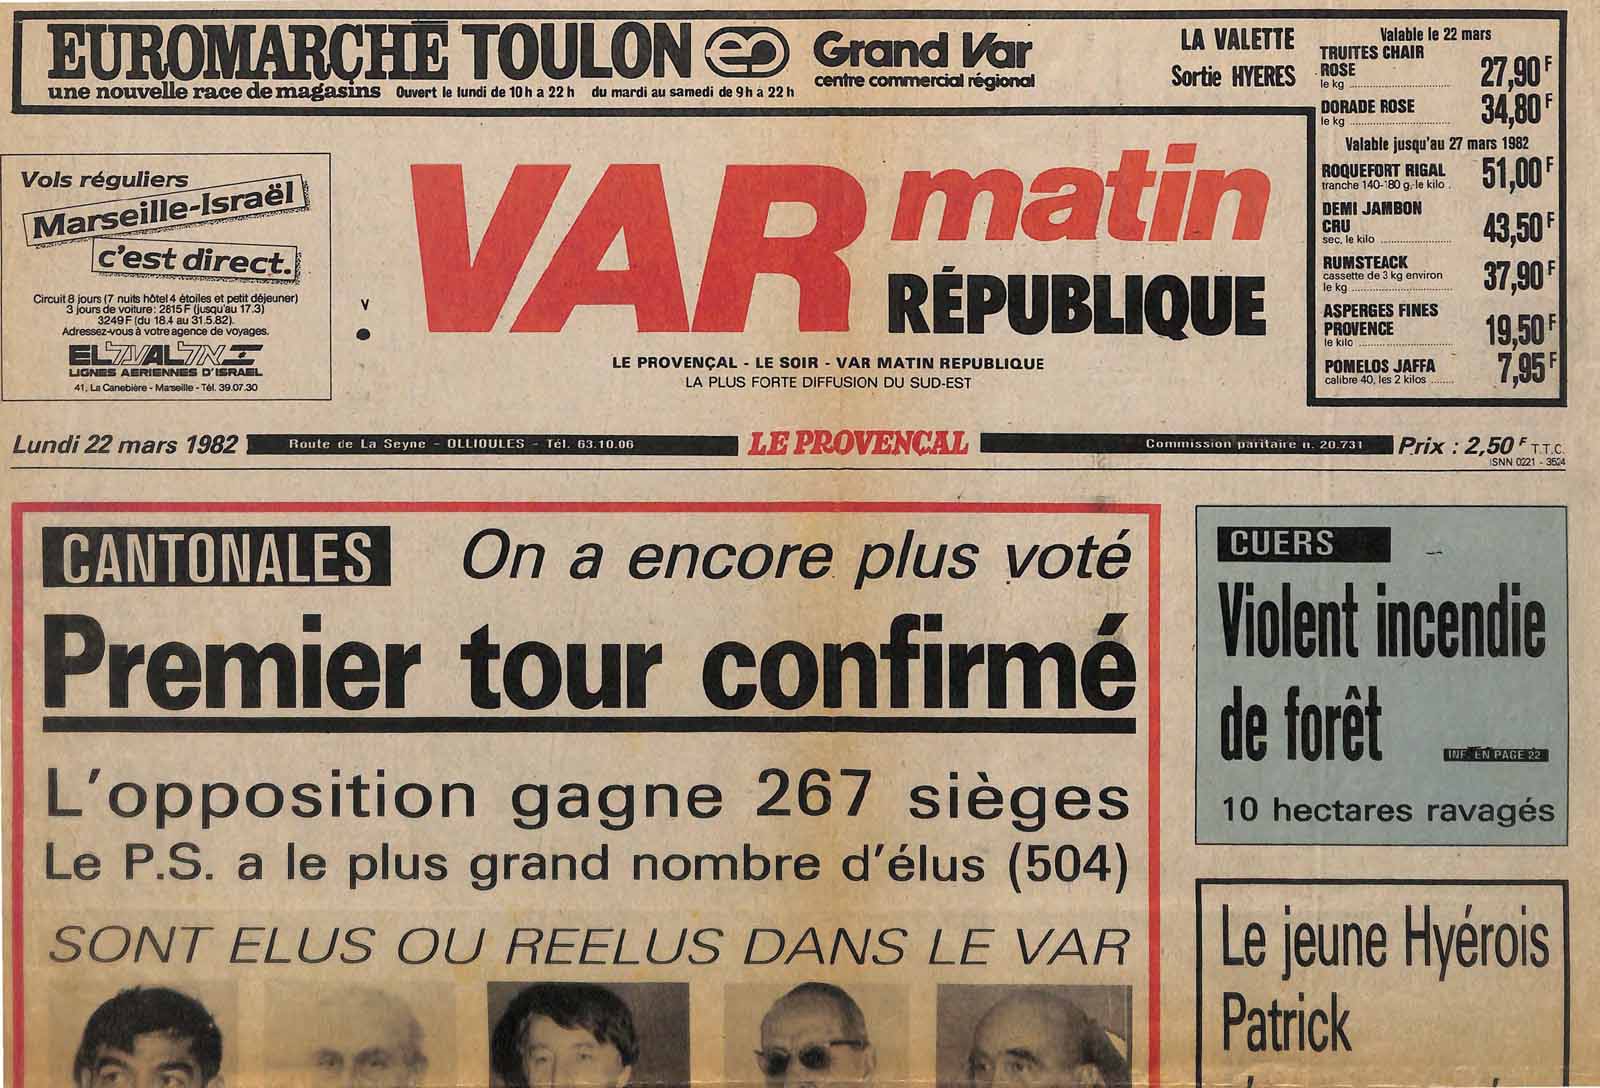 EUROMARCHÉ TOULON
une nouvelle race de magasins Ouvert le lundi de 10 h à 22 h du mardi au samedi de 9 h à 22 h
Grand Var
centre commercial régional
LA VALETTE
Sortie HYERES
Valable le 22 mars
TRUITES CHAIR
ROSE
le kg 27,90 F
DORADE ROSE
le kg 34,80 F
Valable jusqu'au 27 mars 1982
ROQUEFORT RIGAL
tranche 140-180 g, le kilo 51,00 F
DEMI JAMBON
CRU
sec, le kilo 43,50 F
RUMSTEACK
cassette de 3 kg environ
le kg 37,90 F
ASPERGES FINES
PROVENCE
le kilo 19,50 F
POMELOS JAFFA
calibre 40, les 2 kilos 7,95 F
Vols réguliers
Marseille-Israël
c'est direct.
Circuit 8 jours (7 nuits hôtel 4 étoiles et petit déjeuner)
3 jours de voiture: 2815 F (jusqu'au 17.3)
3249 F (du 18.4 au 31.5.82).
Adressez-vous à votre agence de voyages.
EL אל על AL
LIGNES AERIENNES D'ISRAEL
41, La Canebière - Marseille - Tél. 39.07.30
VAR matin
RÉPUBLIQUE
LE PROVENÇAL - LE SOIR - VAR MATIN REPUBLIQUE
LA PLUS FORTE DIFFUSION DU SUD-EST
Lundi 22 mars 1982 Route de La Seyne - OLLIOULES - Tél. 63.10.06 LE PROVENÇAL Commission paritaire n. 20.731 Prix : 2,50 F T.T.C.
ISNN 0221 - 3524
CANTONALES On a encore plus voté
Premier tour confirmé
L'opposition gagne 267 sièges
Le P.S. a le plus grand nombre d'élus (504)
SONT ELUS OU REELUS DANS LE VAR
CUERS
Violent incendie
de forêt
INF. EN PAGE 22
10 hectares ravagés
Le jeune Hyérois
Patrick